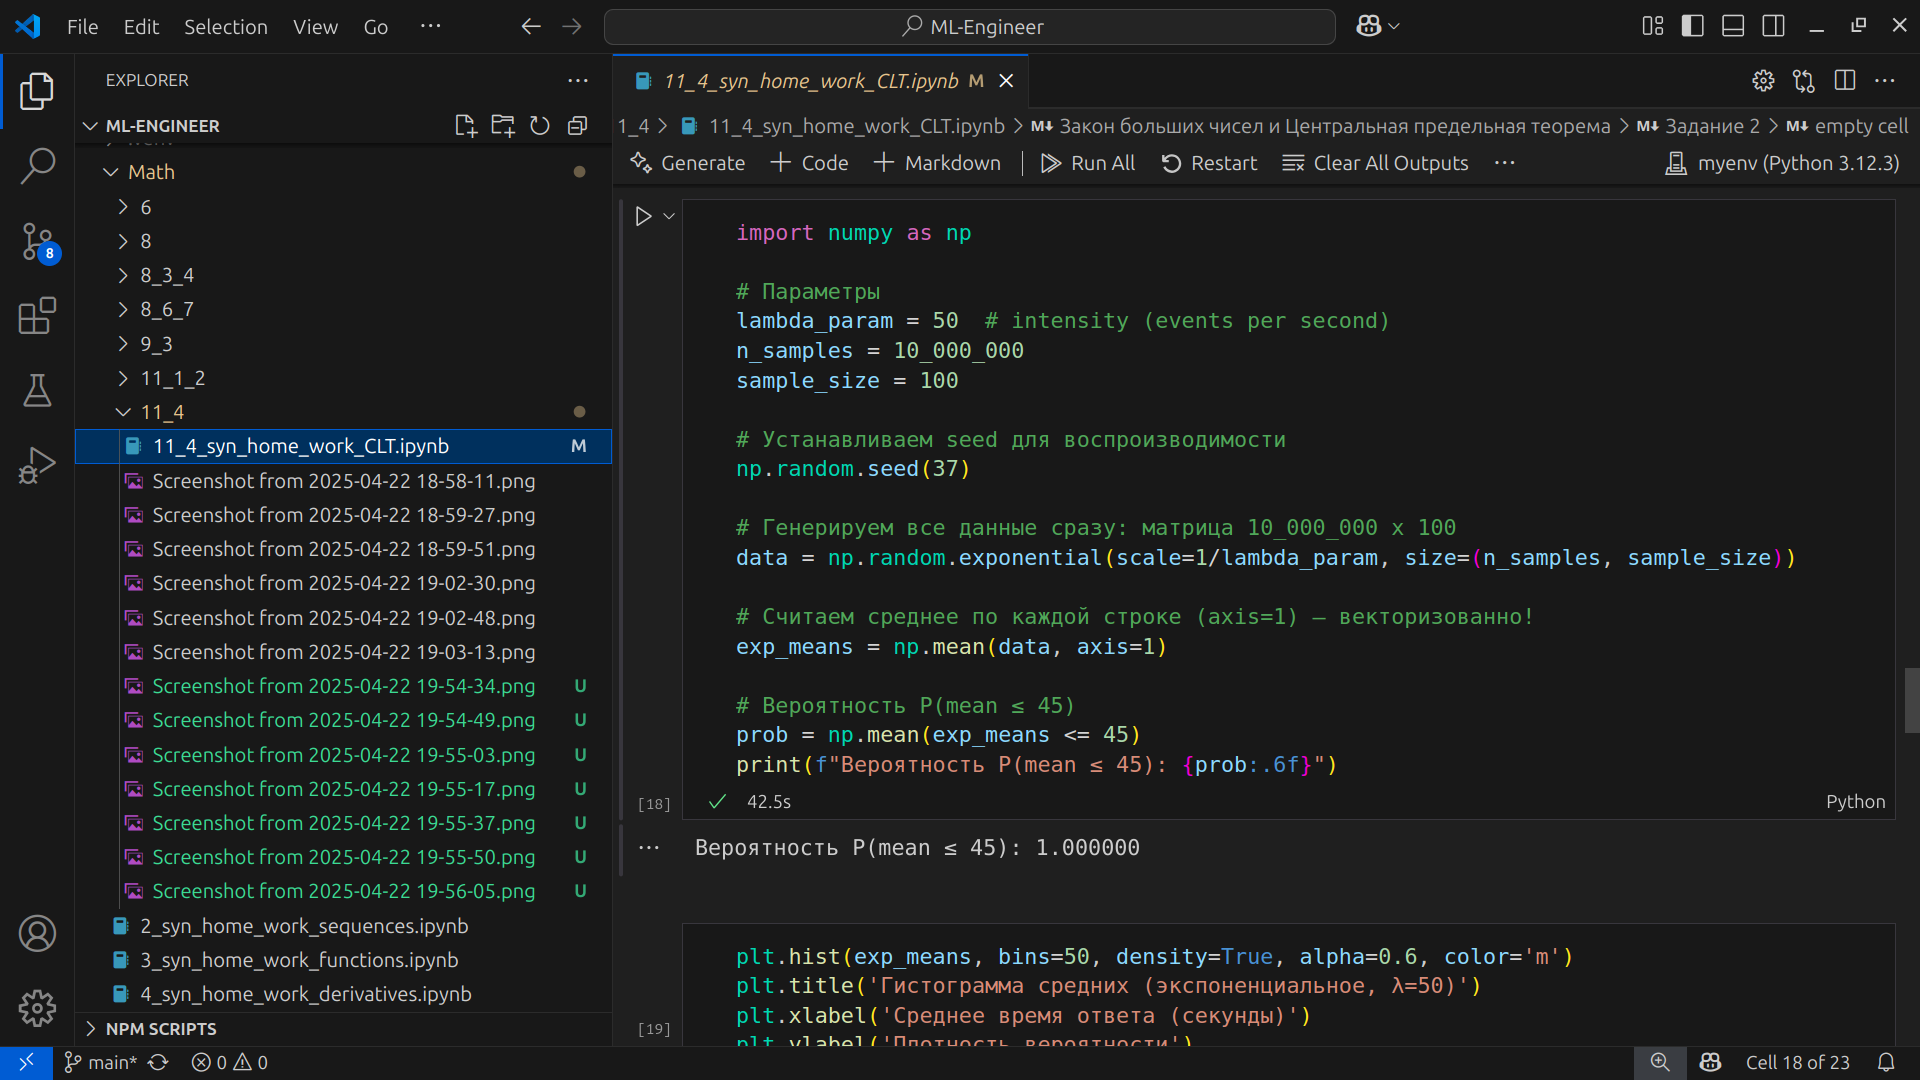 File Edit Selection View Go ··· ML-Engineer
EXPLORER ···
ML-ENGINEER
Math
6
8
8_3_4
8_6_7
9_3
11_1_2
11_4
11_4_syn_home_work_CLT.ipynb M
Screenshot from 2025-04-22 18-58-11.png
Screenshot from 2025-04-22 18-59-27.png
Screenshot from 2025-04-22 18-59-51.png
Screenshot from 2025-04-22 19-02-30.png
Screenshot from 2025-04-22 19-02-48.png
Screenshot from 2025-04-22 19-03-13.png
Screenshot from 2025-04-22 19-54-34.png U
Screenshot from 2025-04-22 19-54-49.png U
Screenshot from 2025-04-22 19-55-03.png U
Screenshot from 2025-04-22 19-55-17.png U
Screenshot from 2025-04-22 19-55-37.png U
Screenshot from 2025-04-22 19-55-50.png U
Screenshot from 2025-04-22 19-56-05.png U
2_syn_home_work_sequences.ipynb
3_syn_home_work_functions.ipynb
4_syn_home_work_derivatives.ipynb
NPM SCRIPTS
8
11_4_syn_home_work_CLT.ipynb M
1_4 > 11_4_syn_home_work_CLT.ipynb > Закон больших чисел и Центральная предельная теорема > Задание 2 > empty cell
Generate + Code + Markdown | Run All Restart Clear All Outputs ··· myenv (Python 3.12.3)
import numpy as np
# Параметры
lambda_param = 50  # intensity (events per second)
n_samples = 10_000_000
sample_size = 100
# Устанавливаем seed для воспроизводимости
np.random.seed(37)
# Генерируем все данные сразу: матрица 10_000_000 x 100
data = np.random.exponential(scale=1/lambda_param, size=(n_samples, sample_size))
# Считаем среднее по каждой строке (axis=1) — векторизованно!
exp_means = np.mean(data, axis=1)
# Вероятность P(mean ≤ 45)
prob = np.mean(exp_means <= 45)
print(f"Вероятность P(mean ≤ 45): {prob:.6f}")
[18] 42.5s Python
Вероятность P(mean ≤ 45): 1.000000
plt.hist(exp_means, bins=50, density=True, alpha=0.6, color='m')
plt.title('Гистограмма средних (экспоненциальное, λ=50)')
plt.xlabel('Среднее время ответа (секунды)')
[19]
plt.ylabel('Плотность вероятности')
main* 0 0 Cell 18 of 23